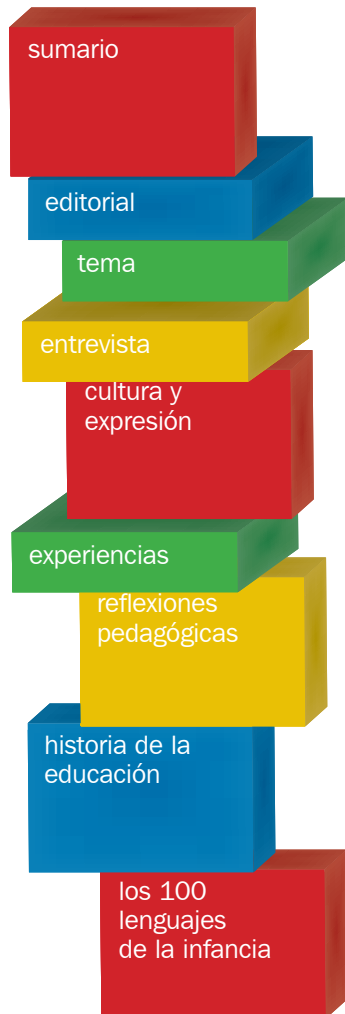 sumario
editorial
tema
entrevista
cultura y
expresión
experiencias
reflexiones
pedagógicas
historia de la
educación
los 100
lenguajes
de la infancia